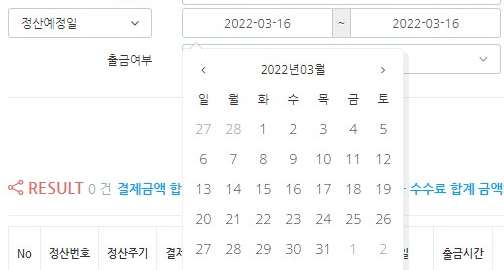 정산예정일 2022-03-16 ~ 2022-03-16
출금여부
2022년03월
일 월 화 수 목 금 토
27 28 1 2 3 4 5
6 7 8 9 10 11 12
13 14 15 16 17 18 19
20 21 22 23 24 25 26
27 28 29 30 31 1 2
RESULT 0 건 결제금액 합 수수료 합계 금액
No 정산번호 정산주기 결제 일 출금시간